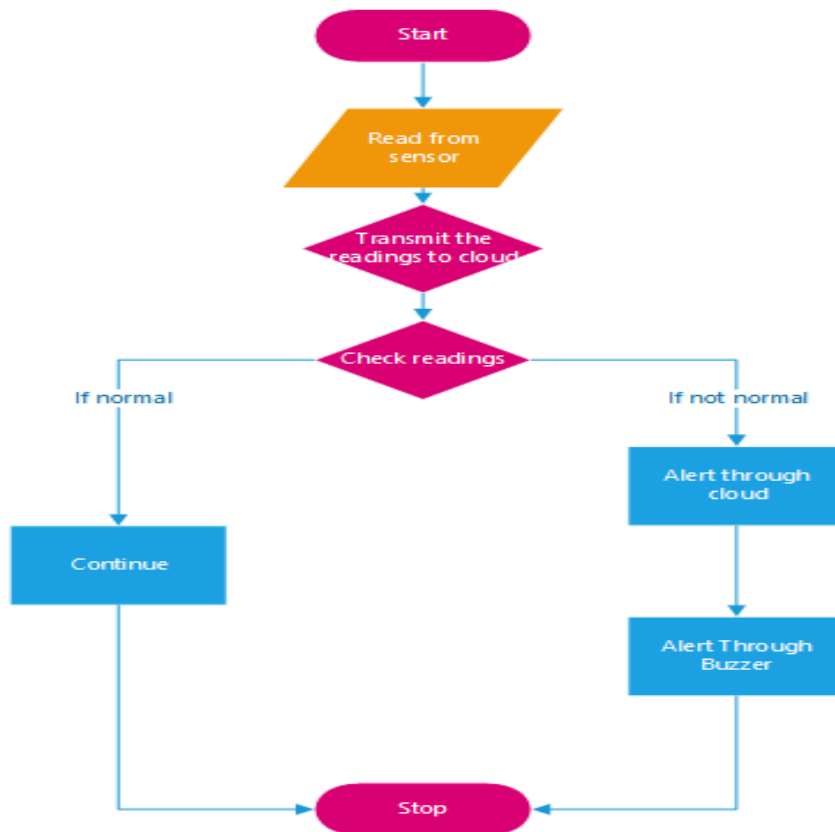 Start
Read from
sensor
Transmit the
readings to cloud
Check readings
If normal
If not normal
Alert through
cloud
Continue
Alert Through
Buzzer
Stop